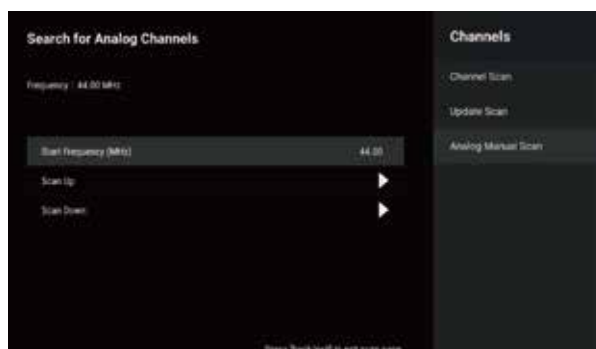 Search for Analog Channels
Frequency : 44.00 MHz
Start Frequency (MHz) 44.00
Scan Up
Scan Down
Channels
Channel Scan
Update Scan
Analog Manual Scan